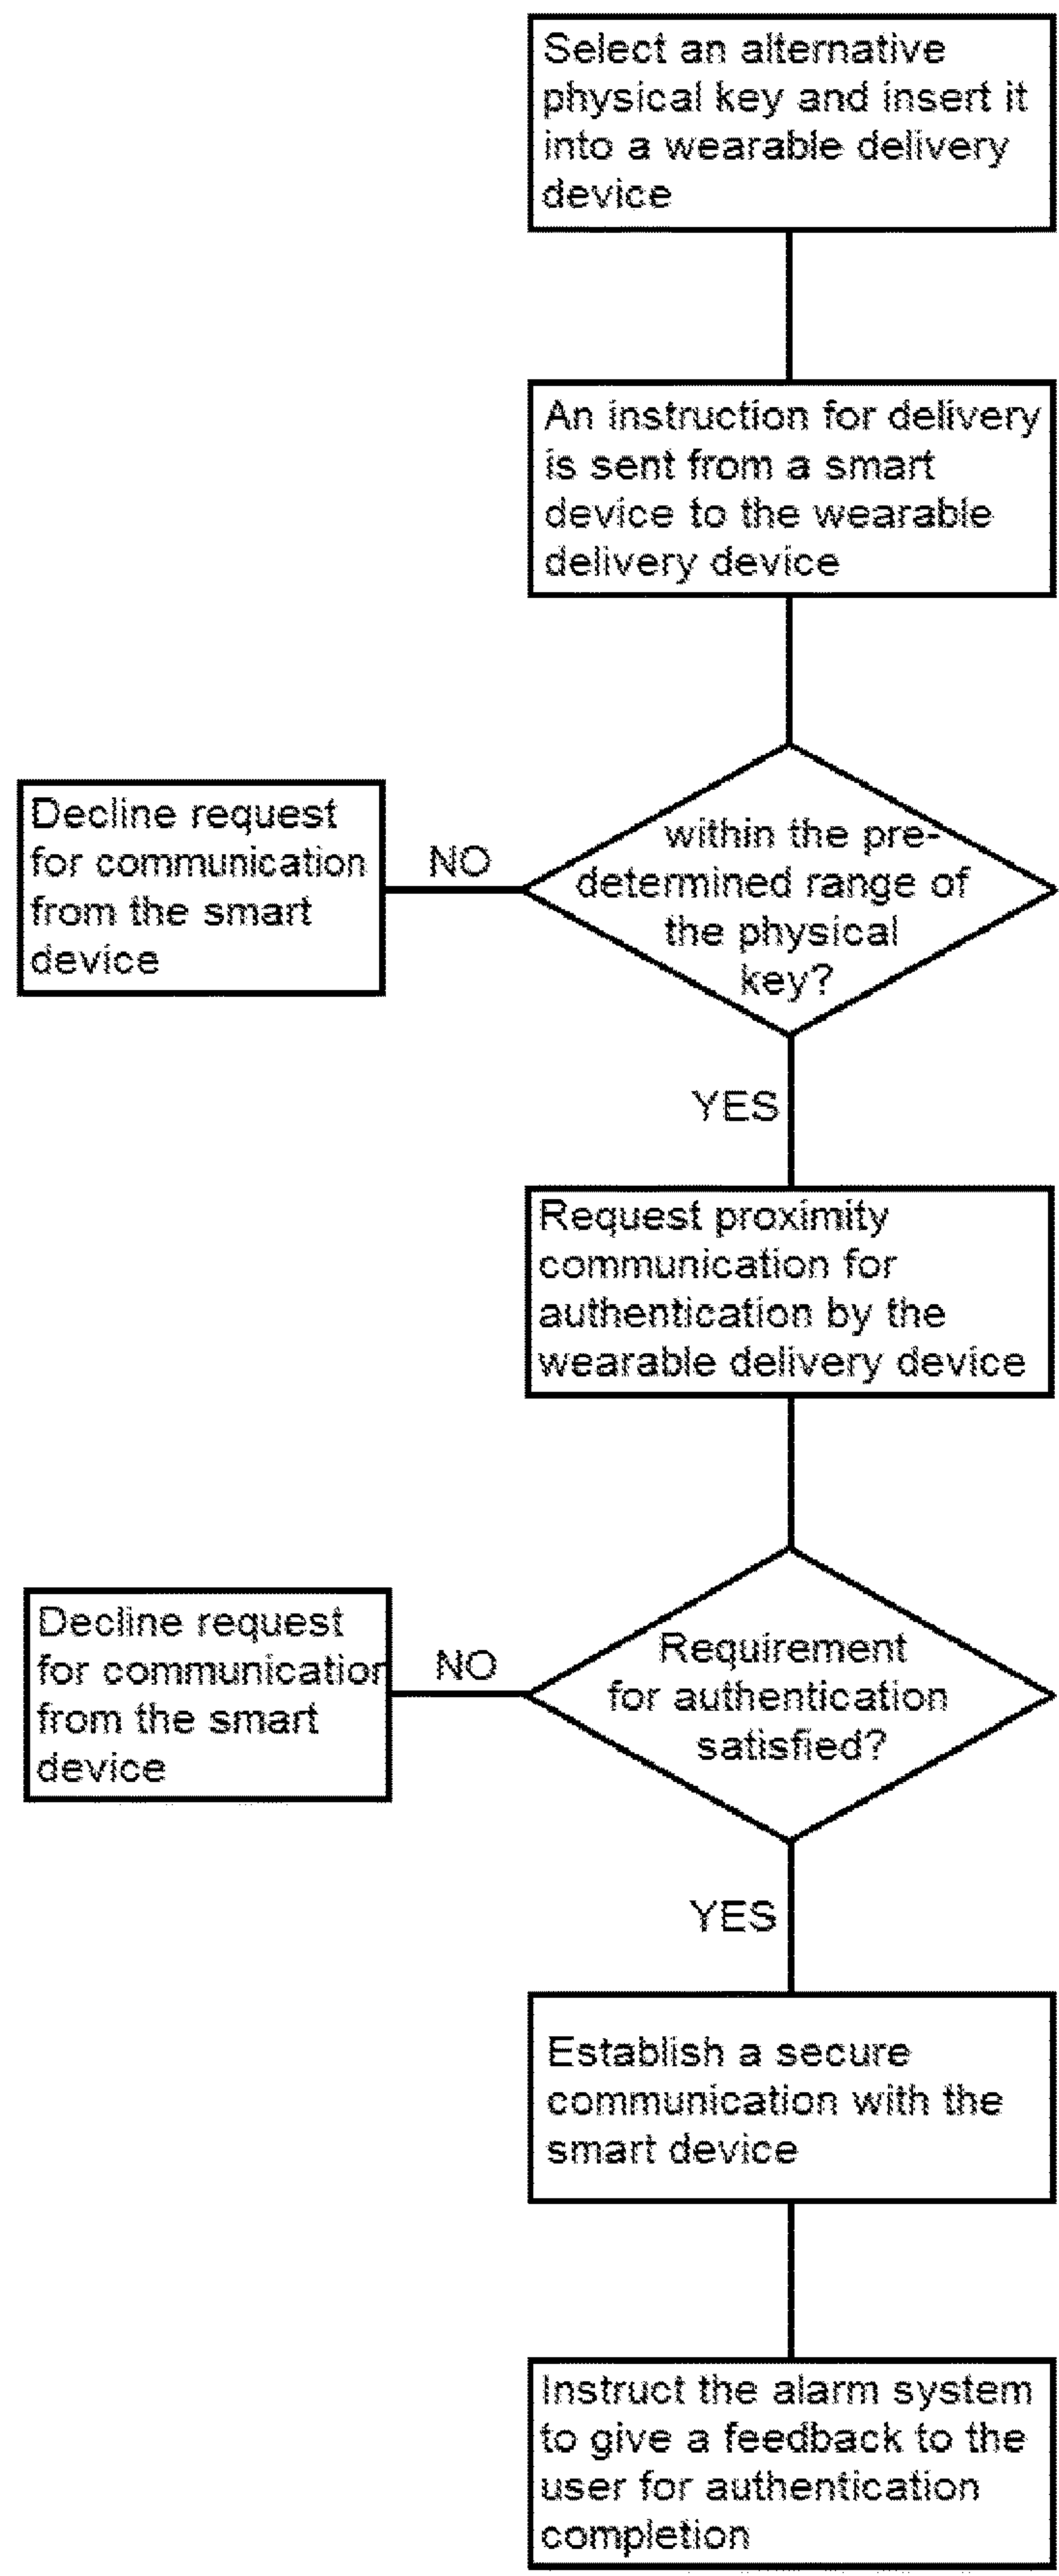 Select an alternative
physical key and insert it
into a wearable delivery
device
An instruction for delivery
is sent from a smart
device to the wearable
delivery device
within the pre-
determined range of
the physical
key?
NO
Decline request
for communication
from the smart
device
YES
Request proximity
communication for
authentication by the
wearable delivery device
Requirement
for authentication
satisfied?
NO
Decline request
for communication
from the smart
device
YES
Establish a secure
communication with the
smart device
Instruct the alarm system
to give a feedback to the
user for authentication
completion